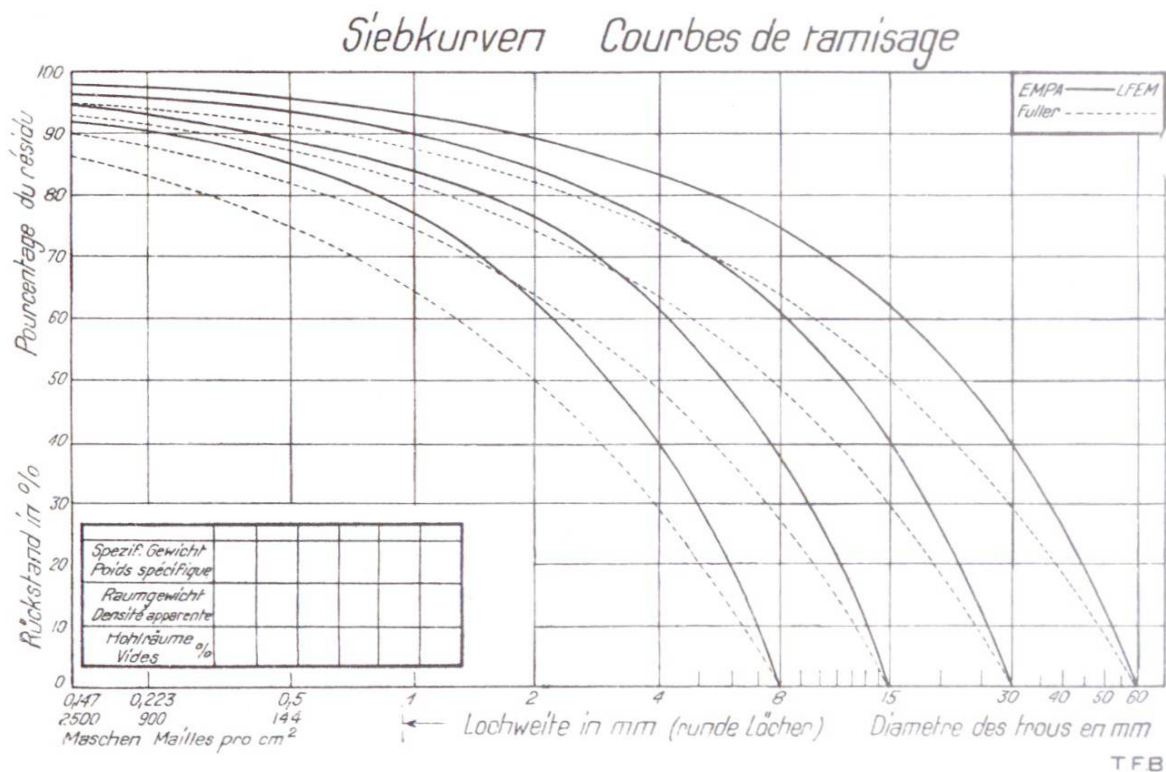 Siebkurven Courbes de tamisage
EMPA LFEM
Fuller
Pourcentage du résidu
Rückstand in %
100
90
80
70
60
50
40
30
20
10
0
Spezif. Gewicht
Poids spécifique
Raumgewicht
Densité apparente
Hohlräume %
Vides
0,147 0,223 0,5 1 2 4 8 15 30 40 50 60
2500 900 144
Maschen Mailles pro cm²
← Lochweite in mm (runde Löcher) Diametre des trous en mm
TFB